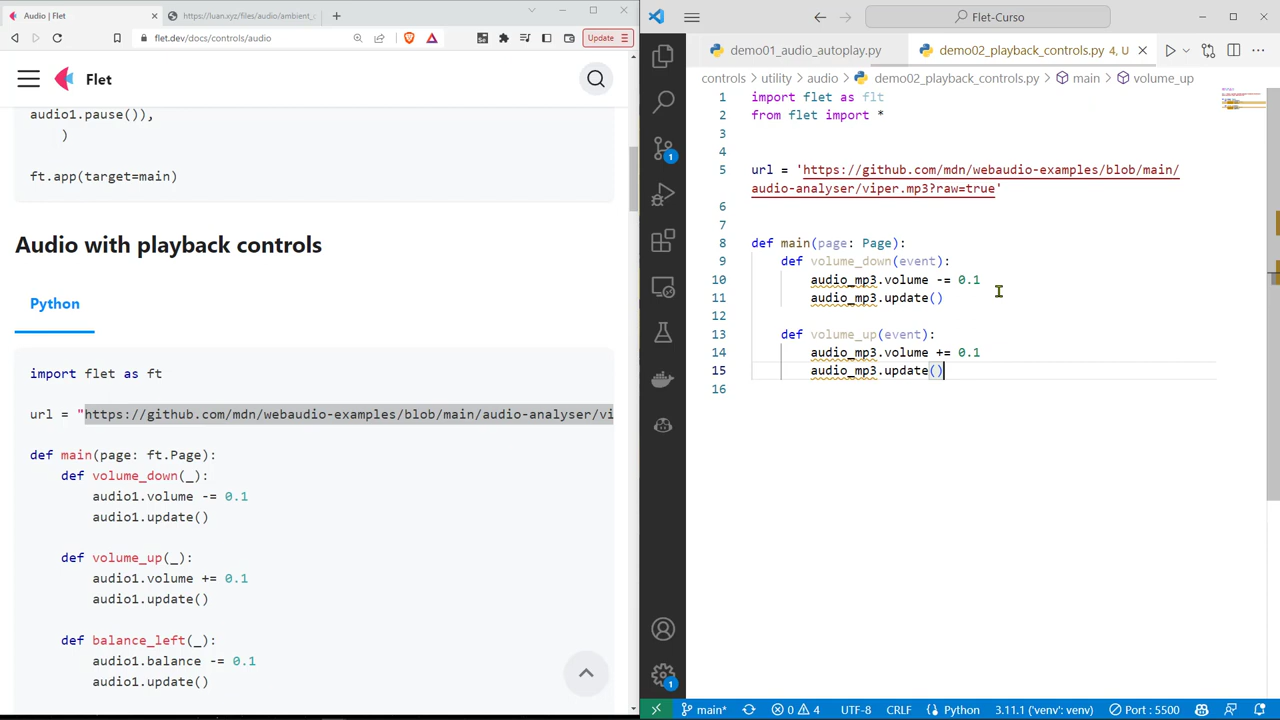 Audio | Flet
https://luan.xyz/files/audio/ambient_c
flet.dev/docs/controls/audio
Update
Flet
audio1.pause()),
)
ft.app(target=main)
Audio with playback controls
Python
import flet as ft
url = "https://github.com/mdn/webaudio-examples/blob/main/audio-analyser/vi
def main(page: ft.Page):
def volume_down(_):
audio1.volume -= 0.1
audio1.update()
def volume_up(_):
audio1.volume += 0.1
audio1.update()
def balance_left(_):
audio1.balance -= 0.1
audio1.update()
Flet-Curso
demo01_audio_autoplay.py
demo02_playback_controls.py 4, U
controls > utility > audio > demo02_playback_controls.py > main > volume_up
1 import flet as flt
2 from flet import *
3
4
5 url = 'https://github.com/mdn/webaudio-examples/blob/main/
audio-analyser/viper.mp3?raw=true'
6
7
8 def main(page: Page):
9 def volume_down(event):
10 audio_mp3.volume -= 0.1
11 audio_mp3.update()
12
13 def volume_up(event):
14 audio_mp3.volume += 0.1
15 audio_mp3.update()
16
1
1
main* 0 4 UTF-8 CRLF Python 3.11.1 ('venv': venv) Port : 5500